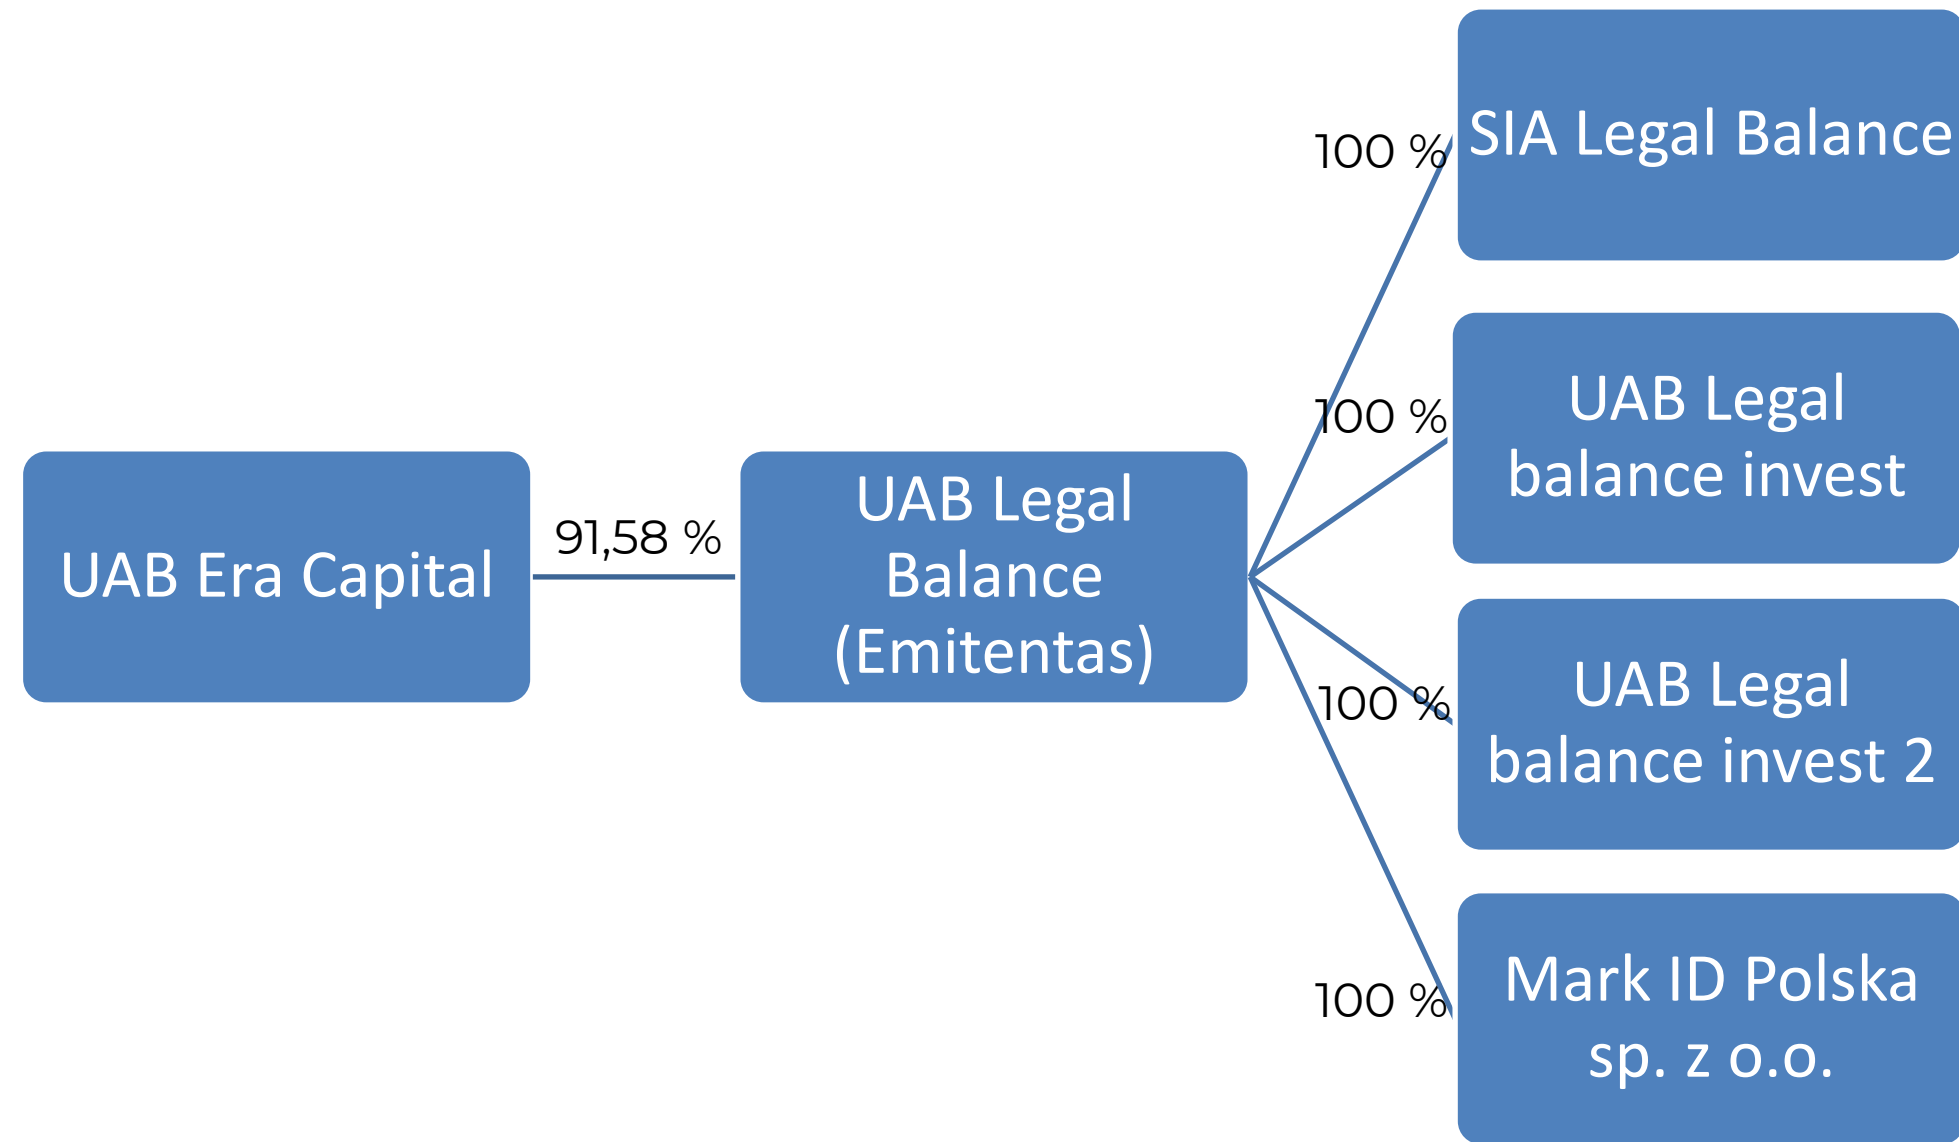 UAB Era Capital
91,58 %
UAB Legal
Balance
(Emitentas)
100 %
SIA Legal Balance
100 %
UAB Legal
balance invest
100 %
UAB Legal
balance invest 2
100 %
Mark ID Polska
sp. z o.o.